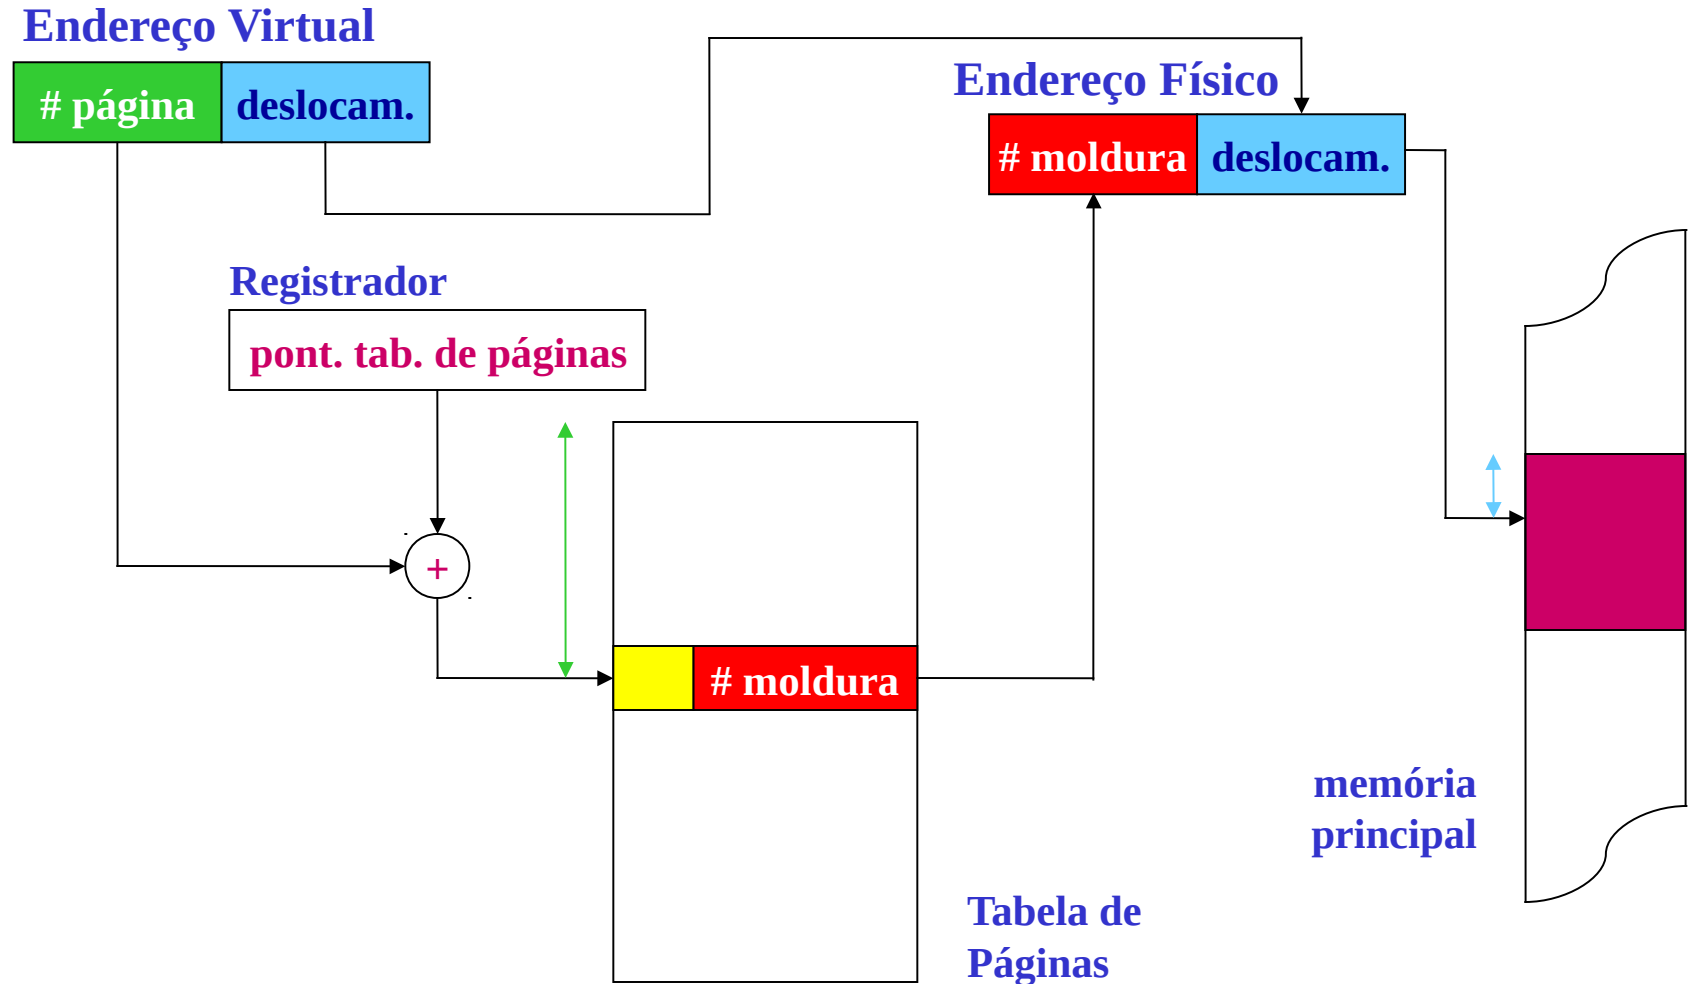 Endereço Virtual
# página deslocam.
Endereço Físico
# moldura deslocam.
Registrador
pont. tab. de páginas
+
# moldura
memória
principal
Tabela de
Páginas